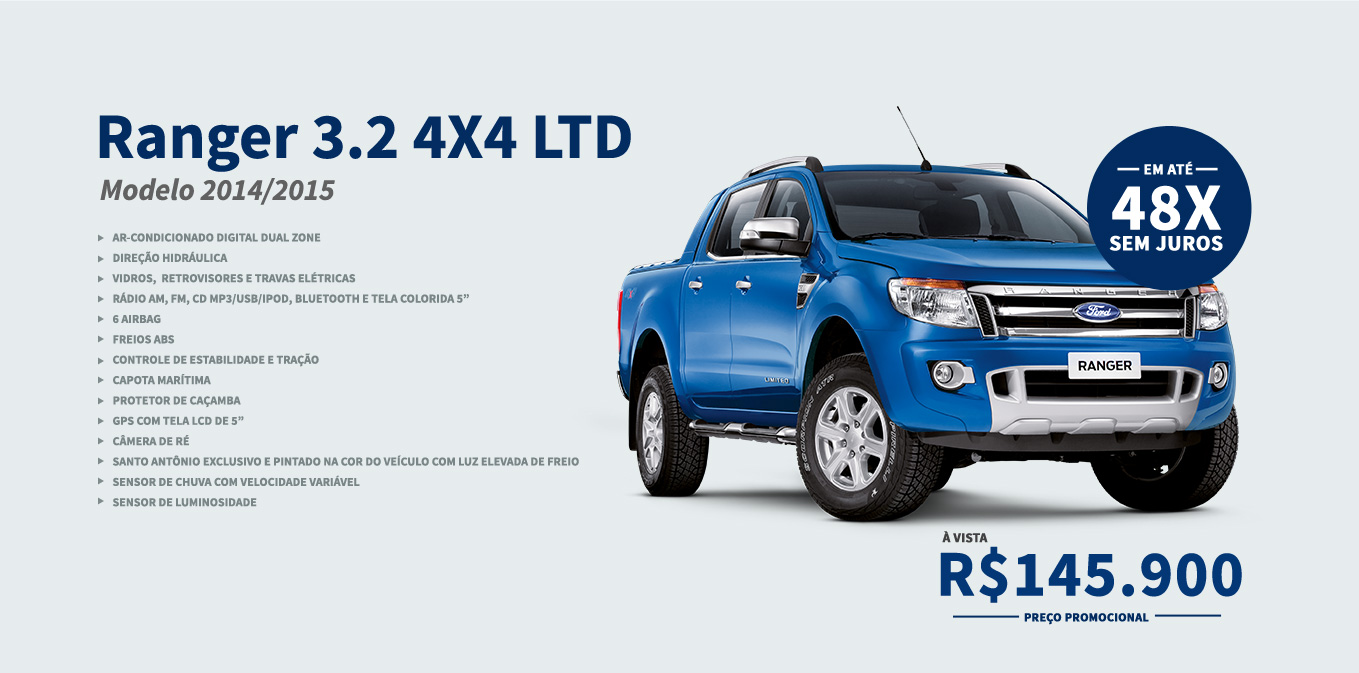 Ranger 3.2 4X4 LTD
Modelo 2014/2015
AR-CONDICIONADO DIGITAL DUAL ZONE
DIREÇÃO HIDRÁULICA
VIDROS, RETROVISORES E TRAVAS ELÉTRICAS
RÁDIO AM, FM, CD MP3/USB/IPOD, BLUETOOTH E TELA COLORIDA 5”
6 AIRBAG
FREIOS ABS
CONTROLE DE ESTABILIDADE E TRAÇÃO
CAPOTA MARÍTIMA
PROTETOR DE CAÇAMBA
GPS COM TELA LCD DE 5”
CÂMERA DE RÉ
SANTO ANTÔNIO EXCLUSIVO E PINTADO NA COR DO VEÍCULO COM LUZ ELEVADA DE FREIO
SENSOR DE CHUVA COM VELOCIDADE VARIÁVEL
SENSOR DE LUMINOSIDADE
EM ATÉ
48X
SEM JUROS
RANGER
Ford
RANGER
LIMITED
À VISTA
R$145.900
PREÇO PROMOCIONAL